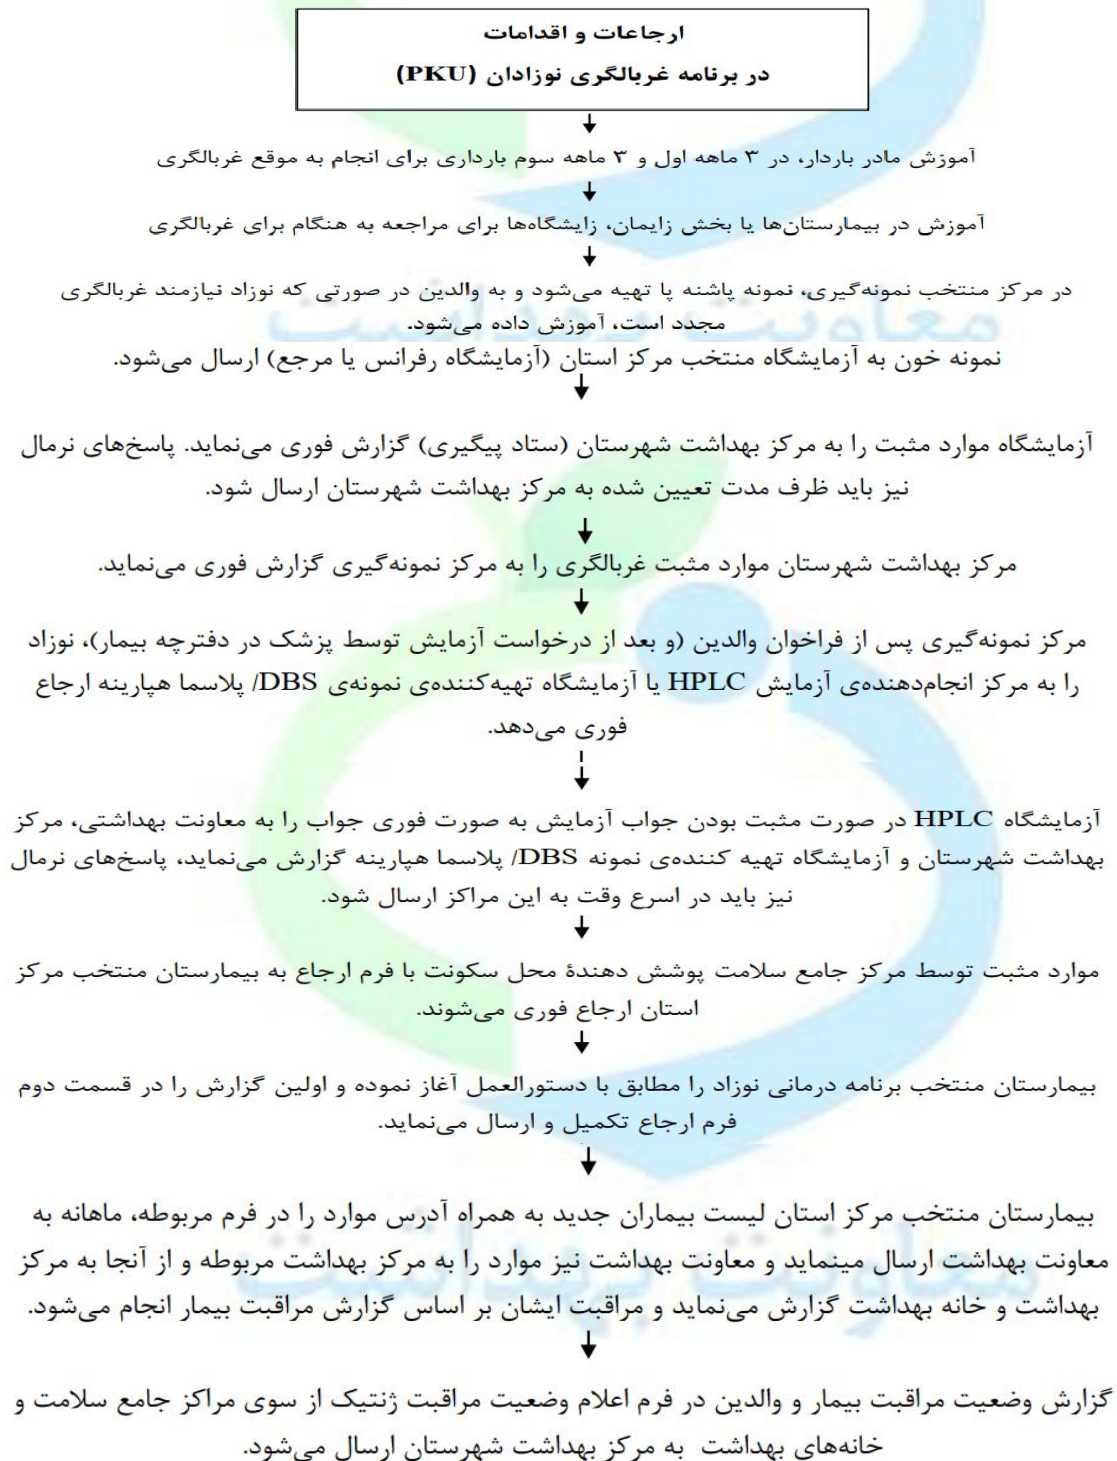 ارجاعات و اقدامات
در برنامه غربالگری نوزادان (PKU)
آموزش مادر باردار، در ۳ ماهه اول و ۳ ماهه سوم بارداری برای انجام به موقع غربالگری
آموزش در بیمارستان‌ها یا بخش زایمان، زایشگاه‌ها برای مراجعه به هنگام برای غربالگری
در مرکز منتخب نمونه‌گیری، نمونه پاشنه پا تهیه می‌شود و به والدین در صورتی که نوزاد نیازمند غربالگری
مجدد است، آموزش داده می‌شود.
معاونت بهداشت
نمونه خون به آزمایشگاه منتخب مرکز استان (آزمایشگاه رفرانس یا مرجع) ارسال می‌شود.
آزمایشگاه موارد مثبت را به مرکز بهداشت شهرستان (ستاد پیگیری) گزارش فوری می‌نماید. پاسخ‌های نرمال
نیز باید ظرف مدت تعیین شده به مرکز بهداشت شهرستان ارسال شود.
مرکز بهداشت شهرستان موارد مثبت غربالگری را به مرکز نمونه‌گیری گزارش فوری می‌نماید.
مرکز نمونه‌گیری پس از فراخوان والدین (و بعد از درخواست آزمایش توسط پزشک در دفترچه بیمار)، نوزاد
را به مرکز انجام‌دهنده‌ی آزمایش HPLC یا آزمایشگاه تهیه‌کننده‌ی نمونه‌ی DBS/ پلاسما هپارینه ارجاع
فوری می‌دهد.
آزمایشگاه HPLC در صورت مثبت بودن جواب آزمایش به صورت فوری جواب را به معاونت بهداشتی، مرکز
بهداشت شهرستان و آزمایشگاه تهیه کننده‌ی نمونه DBS/ پلاسما هپارینه گزارش می‌نماید، پاسخ‌های نرمال
نیز باید در اسرع وقت به این مراکز ارسال شود.
موارد مثبت توسط مرکز جامع سلامت پوشش دهندهٔ محل سکونت با فرم ارجاع به بیمارستان منتخب مرکز
استان ارجاع فوری می‌شوند.
بیمارستان منتخب برنامه درمانی نوزاد را مطابق با دستورالعمل آغاز نموده و اولین گزارش را در قسمت دوم
فرم ارجاع تکمیل و ارسال می‌نماید.
بیمارستان منتخب مرکز استان لیست بیماران جدید به همراه آدرس موارد را در فرم مربوطه، ماهانه به
معاونت بهداشت ارسال مینماید و معاونت بهداشت نیز موارد را به مرکز بهداشت مربوطه و از آنجا به مرکز
بهداشت و خانه بهداشت گزارش می‌نماید و مراقبت ایشان بر اساس گزارش مراقبت بیمار انجام می‌شود.
معاونت بهداشت
گزارش وضعیت مراقبت بیمار و والدین در فرم اعلام وضعیت مراقبت ژنتیک از سوی مراکز جامع سلامت و
خانه‌های بهداشت به مرکز بهداشت شهرستان ارسال می‌شود.